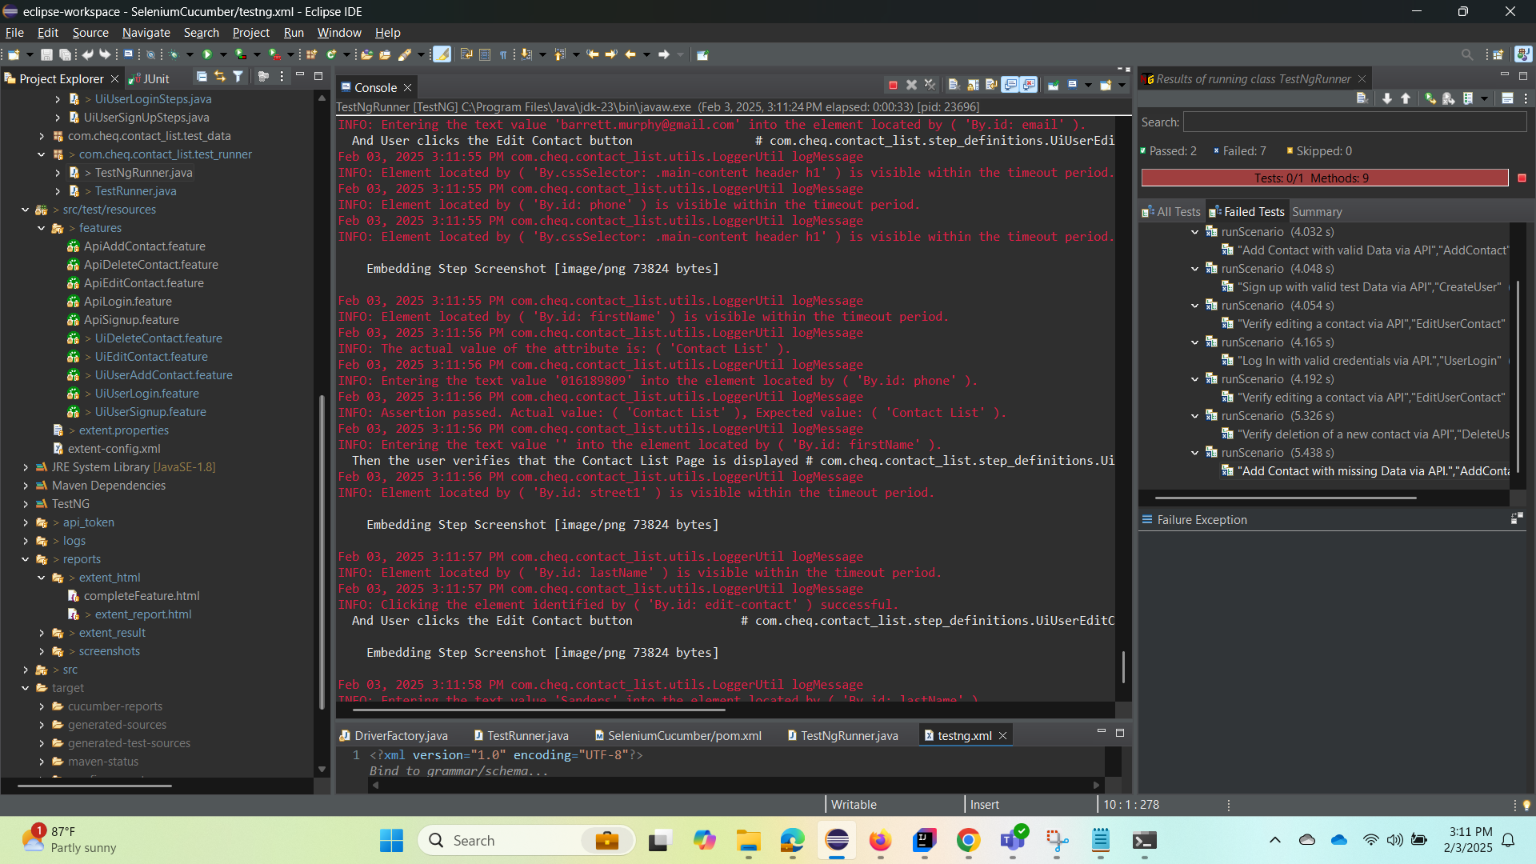 eclipse-workspace - SeleniumCucumber/testng.xml - Eclipse IDE
File Edit Source Navigate Search Project Run Window Help
Project Explorer
JUnit
UiUserLoginSteps.java
UiUserSignUpSteps.java
com.cheq.contact_list.test_data
com.cheq.contact_list.test_runner
TestNgRunner.java
TestRunner.java
src/test/resources
features
ApiAddContact.feature
ApiDeleteContact.feature
ApiEditContact.feature
ApiLogin.feature
ApiSignup.feature
UiDeleteContact.feature
UiEditContact.feature
UiUserAddContact.feature
UiUserLogin.feature
UiUserSignup.feature
extent.properties
extent-config.xml
JRE System Library [JavaSE-1.8]
Maven Dependencies
TestNG
api_token
logs
reports
extent_html
completeFeature.html
extent_report.html
extent_result
screenshots
src
target
cucumber-reports
generated-sources
generated-test-sources
maven-status
Console
TestNgRunner [TestNG] C:\Program Files\Java\jdk-23\bin\javaw.exe (Feb 3, 2025, 3:11:24 PM elapsed: 0:00:33) [pid: 23696]
INFO: Entering the text value 'barrett.murphy@gmail.com' into the element located by ( 'By.id: email' ).
And User clicks the Edit Contact button # com.cheq.contact_list.step_definitions.UiUserEdi
Feb 03, 2025 3:11:55 PM com.cheq.contact_list.utils.LoggerUtil logMessage
INFO: Element located by ( 'By.cssSelector: .main-content header h1' ) is visible within the timeout period.
Feb 03, 2025 3:11:55 PM com.cheq.contact_list.utils.LoggerUtil logMessage
INFO: Element located by ( 'By.id: phone' ) is visible within the timeout period.
Feb 03, 2025 3:11:55 PM com.cheq.contact_list.utils.LoggerUtil logMessage
INFO: Element located by ( 'By.cssSelector: .main-content header h1' ) is visible within the timeout period.
Embedding Step Screenshot [image/png 73824 bytes]
Feb 03, 2025 3:11:55 PM com.cheq.contact_list.utils.LoggerUtil logMessage
INFO: Element located by ( 'By.id: firstName' ) is visible within the timeout period.
Feb 03, 2025 3:11:56 PM com.cheq.contact_list.utils.LoggerUtil logMessage
INFO: The actual value of the attribute is: ( 'Contact List' ).
Feb 03, 2025 3:11:56 PM com.cheq.contact_list.utils.LoggerUtil logMessage
INFO: Entering the text value '016189809' into the element located by ( 'By.id: phone' ).
Feb 03, 2025 3:11:56 PM com.cheq.contact_list.utils.LoggerUtil logMessage
INFO: Assertion passed. Actual value: ( 'Contact List' ), Expected value: ( 'Contact List' ).
Feb 03, 2025 3:11:56 PM com.cheq.contact_list.utils.LoggerUtil logMessage
INFO: Entering the text value '' into the element located by ( 'By.id: firstName' ).
Then the user verifies that the Contact List Page is displayed # com.cheq.contact_list.step_definitions.Ui
Feb 03, 2025 3:11:56 PM com.cheq.contact_list.utils.LoggerUtil logMessage
INFO: Element located by ( 'By.id: street1' ) is visible within the timeout period.
Embedding Step Screenshot [image/png 73824 bytes]
Feb 03, 2025 3:11:57 PM com.cheq.contact_list.utils.LoggerUtil logMessage
INFO: Element located by ( 'By.id: lastName' ) is visible within the timeout period.
Feb 03, 2025 3:11:57 PM com.cheq.contact_list.utils.LoggerUtil logMessage
INFO: Clicking the element identified by ( 'By.id: edit-contact' ) successful.
And User clicks the Edit Contact button # com.cheq.contact_list.step_definitions.UiUserEditC
Embedding Step Screenshot [image/png 73824 bytes]
Feb 03, 2025 3:11:58 PM com.cheq.contact_list.utils.LoggerUtil logMessage
INFO: Entering the text value 'Sanders' into the element located by ( 'By.id: lastName' )
DriverFactory.java TestRunner.java SeleniumCucumber/pom.xml TestNgRunner.java testng.xml
1 <?xml version="1.0" encoding="UTF-8"?>
Bind to grammar/schema...
Results of running class TestNgRunner
Search:
Passed: 2 Failed: 7 Skipped: 0
Tests: 0/1 Methods: 9
All Tests Failed Tests Summary
runScenario (4.032 s)
"Add Contact with valid Data via API","AddContact"
runScenario (4.048 s)
"Sign up with valid test Data via API","CreateUser"
runScenario (4.054 s)
"Verify editing a contact via API","EditUserContact"
runScenario (4.165 s)
"Log In with valid credentials via API.","UserLogin"
runScenario (4.192 s)
"Verify editing a contact via API","EditUserContact"
runScenario (5.326 s)
"Verify deletion of a new contact via API","DeleteUs
runScenario (5.438 s)
"Add Contact with missing Data via API.","AddConta
Failure Exception
Writable Insert 10 : 1 : 278
1
87°F
Partly sunny
Search
3:11 PM
2/3/2025